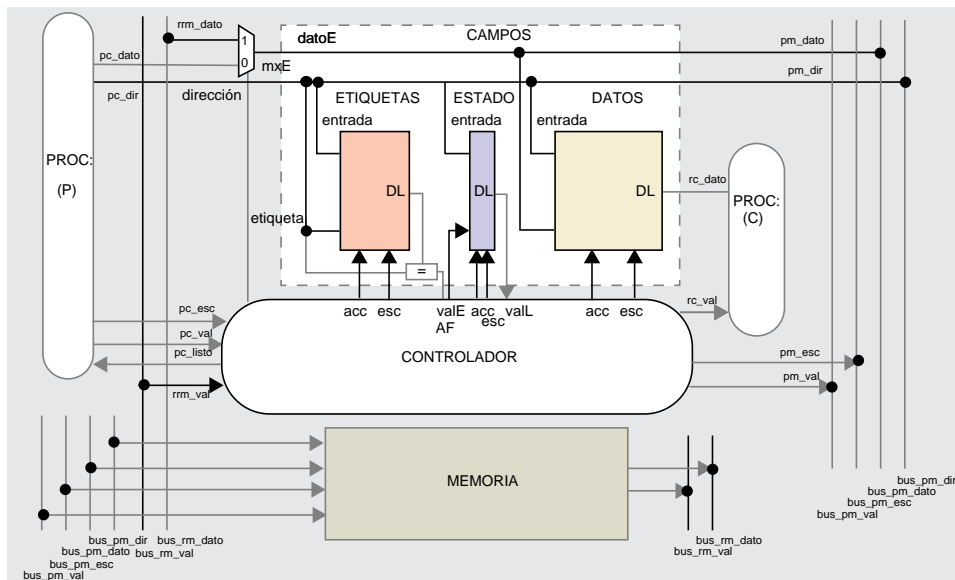 rrm_dato
datoE
CAMPOS
pm_dato
pc_dato
1
0
mxE
pm_dir
pc_dir
dirección
ETIQUETAS
ESTADO
DATOS
entrada
entrada
entrada
PROC:
(P)
DL
DL
DL
rc_dato
PROC:
(C)
etiqueta
=
acc
esc
valE
AF
acc
esc
valL
acc
esc
rc_val
pc_esc
pc_val
pc_listo
CONTROLADOR
pm_esc
pm_val
rrm_val
MEMORIA
bus_pm_dir
bus_pm_dato
bus_pm_esc
bus_pm_val
bus_pm_dir
bus_rm_dato
bus_pm_dato
bus_rm_val
bus_pm_esc
bus_pm_val
bus_rm_dato
bus_rm_val